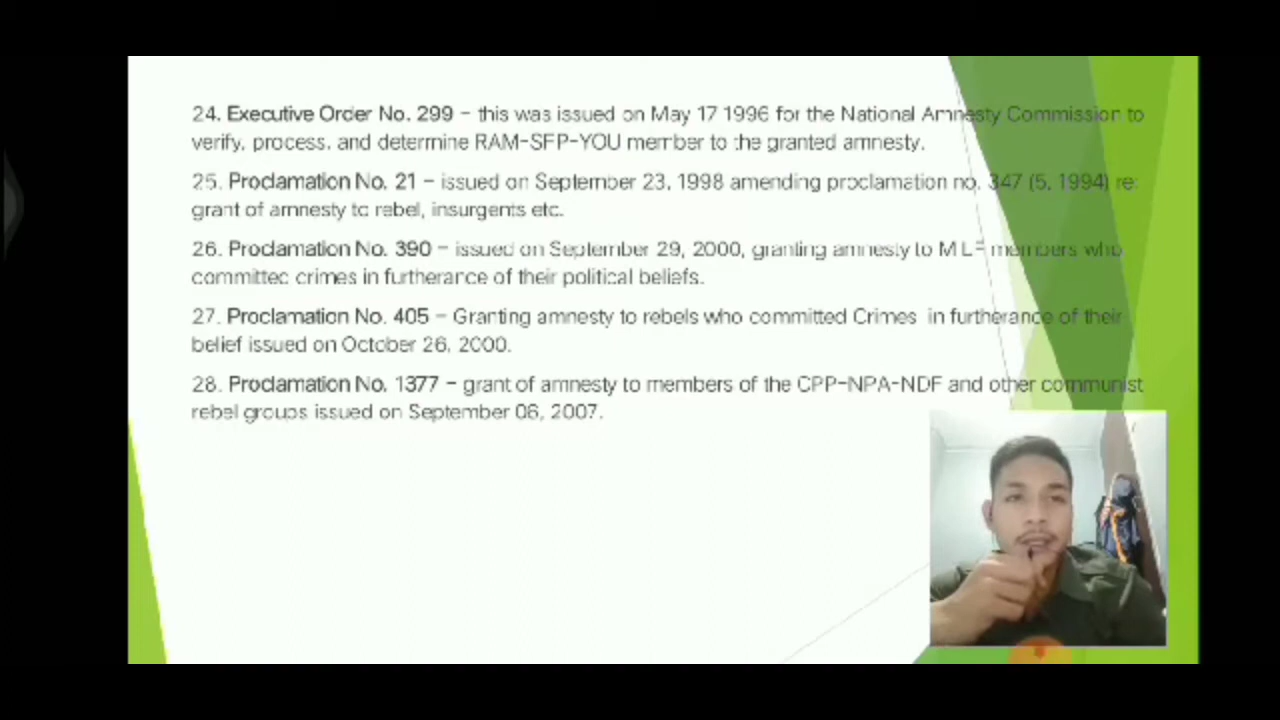 24. Executive Order No. 299 – this was issued on May 17 1996 for the National Amnesty Commission to
verify, process, and determine RAM-SFP-YOU member to the granted amnesty.
25. Proclamation No. 21 – issued on September 23, 1998 amending proclamation no. 347 (5, 1994) re:
grant of amnesty to rebel, insurgents etc.
26. Proclamation No. 390 – issued on September 29, 2000, granting amnesty to MILF members who
committed crimes in furtherance of their political beliefs.
27. Proclamation No. 405 – Granting amnesty to rebels who committed Crimes in furtherance of their
belief issued on October 26, 2000.
28. Proclamation No. 1377 – grant of amnesty to members of the CPP-NPA-NDF and other communist
rebel groups issued on September 06, 2007.